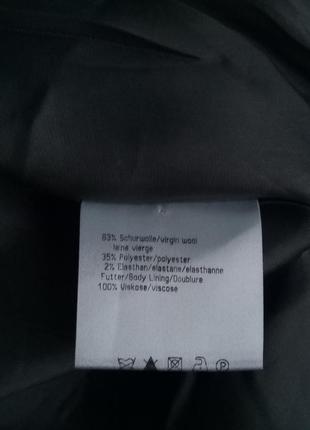 63% Schurwolle/virgin wool
laine vierge
35% Polyester/polyester
2% Elasthan/elastane/elasthanne
Futter/Body Lining/Doublure
100% Viskose/viscose